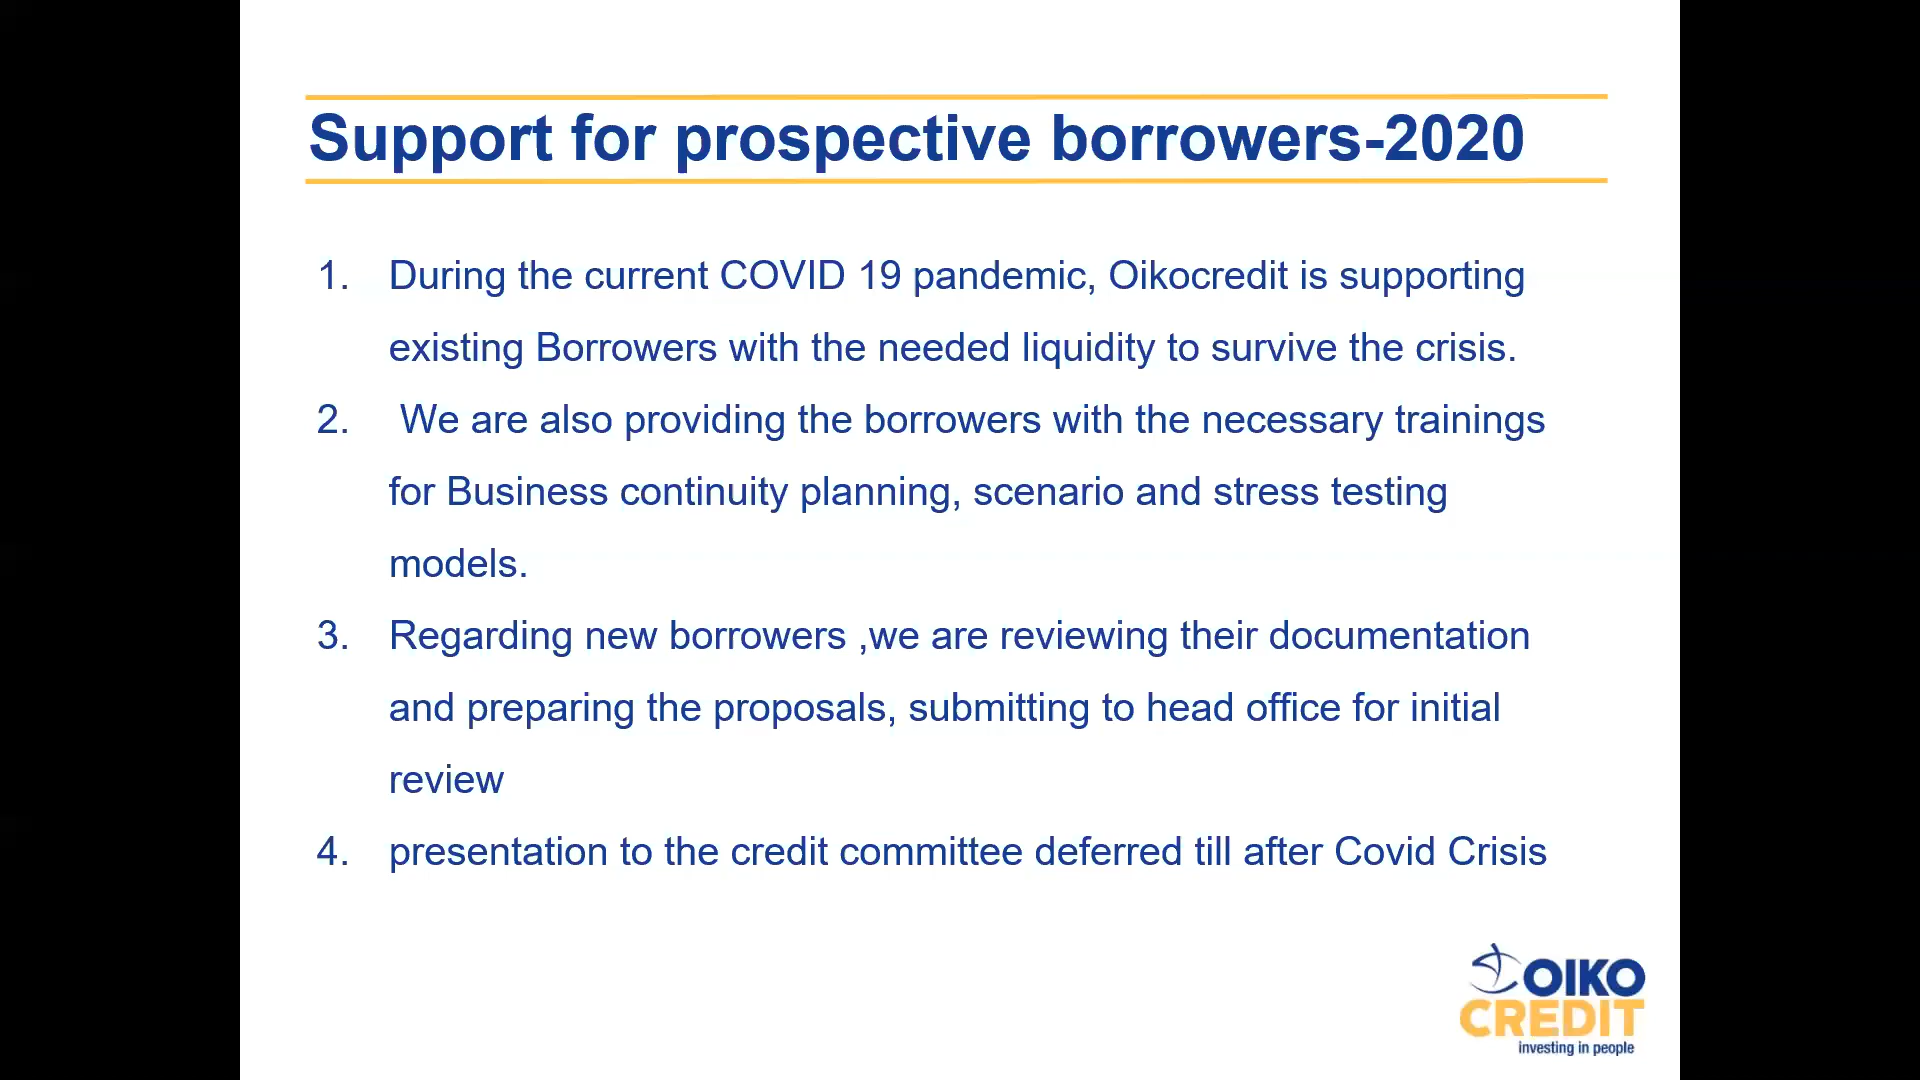 Support for prospective borrowers-2020
1. During the current COVID 19 pandemic, Oikocredit is supporting
existing Borrowers with the needed liquidity to survive the crisis.
2. We are also providing the borrowers with the necessary trainings
for Business continuity planning, scenario and stress testing
models.
3. Regarding new borrowers ,we are reviewing their documentation
and preparing the proposals, submitting to head office for initial
review
4. presentation to the credit committee deferred till after Covid Crisis
OIKO
CREDIT
investing in people